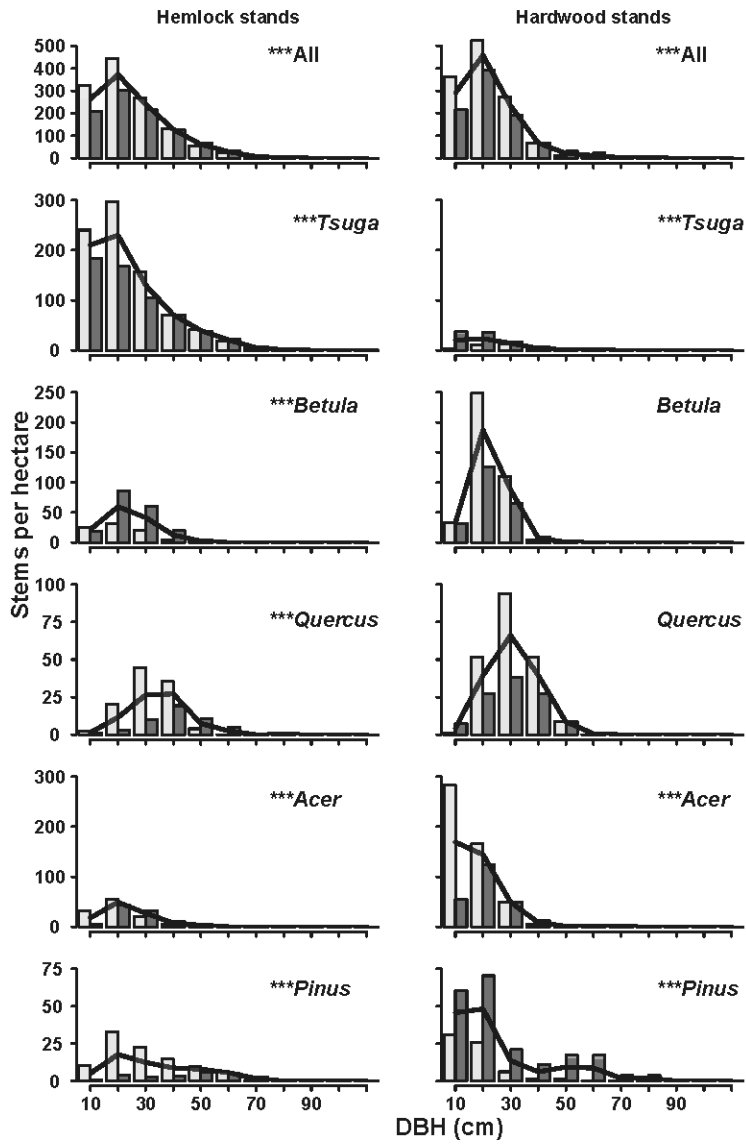 Hemlock stands
Hardwood stands
***All
***All
500
400
300
200
100
0
***Tsuga
***Tsuga
300
200
100
0
***Betula
Betula
250
200
150
100
50
0
***Quercus
Quercus
100
75
50
25
0
***Acer
***Acer
300
200
100
0
***Pinus
***Pinus
75
50
25
0
10 30 50 70 90
10 30 50 70 90
Stems per hectare
DBH (cm)